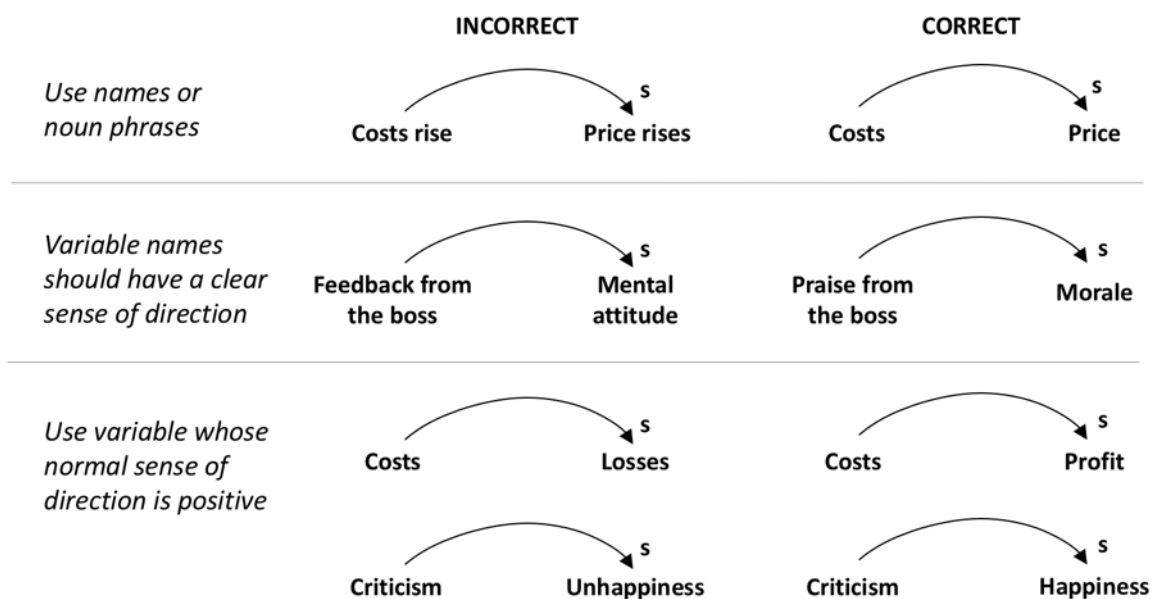 INCORRECT CORRECT
Use names or
noun phrases
s
Costs rise Price rises
s
Costs Price
Variable names
should have a clear
sense of direction
s
Feedback from
the boss
Mental
attitude
s
Praise from
the boss
Morale
Use variable whose
normal sense of
direction is positive
s
Costs Losses
s
Costs Profit
s
Criticism Unhappiness
s
Criticism Happiness